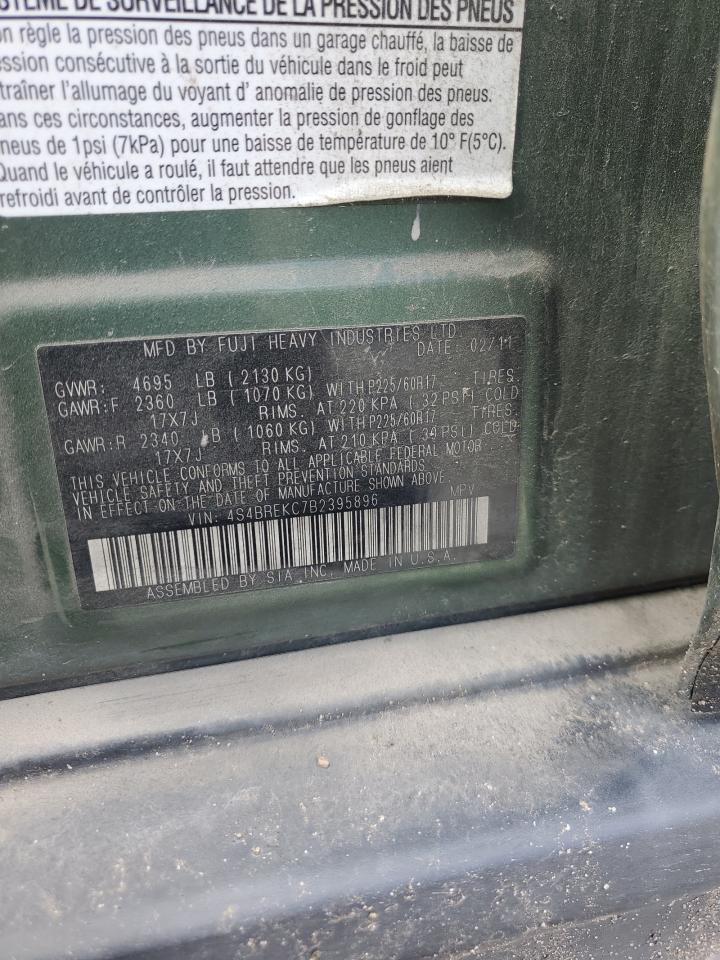 STÈME DE SURVEILLANCE DE LA PRESSION DES PNEUS
on règle la pression des pneus dans un garage chauffé, la baisse de
ession consécutive à la sortie du véhicule dans le froid peut
traîner l'allumage du voyant d' anomalie de pression des pneus.
ans ces circonstances, augmenter la pression de gonflage des
neus de 1psi (7kPa) pour une baisse de température de 10° F(5°C).
Quand le véhicule a roulé, il faut attendre que les pneus aient
refroidi avant de contrôler la pression.
MFD BY FUJI HEAVY INDUSTRIES LTD.
DATE: 02/11
GVWR: 4695 LB (2130 KG)
GAWR:F 2360 LB (1070 KG) WITH P225/60R17 TIRES.
17X7J RIMS. AT 220 KPA (32 PSI) COLD
GAWR:R 2340 LB (1060 KG) WITH P225/60R17 TIRES.
17X7J RIMS. AT 210 KPA (  PSI) COLD
THIS VEHICLE CONFORMS TO ALL APPLICABLE FEDERAL MOTOR
VEHICLE SAFETY AND THEFT PREVENTION STANDARDS
IN EFFECT ON THE DATE OF MANUFACTURE SHOWN ABOVE
VIN: 4S4BREKC7B2395896 MPV
ASSEMBLED BY SIA INC. MADE IN U.S.A.